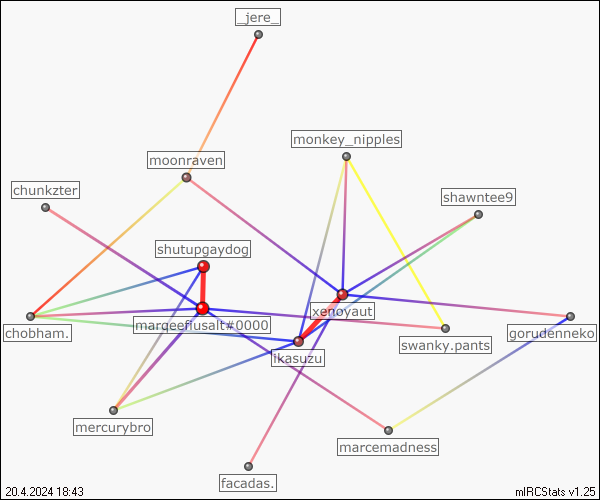 _jere_
monkey_nipples
moonraven
chunkzter
shawntee9
shutupgaydog
xenoyaut
marqeefiusalt#0000
chobham.
gorudenneko
swanky.pants
ikasuzu
mercurybro
marcemadness
facadas.
20.4.2024 18:43
mIRCStats v1.25